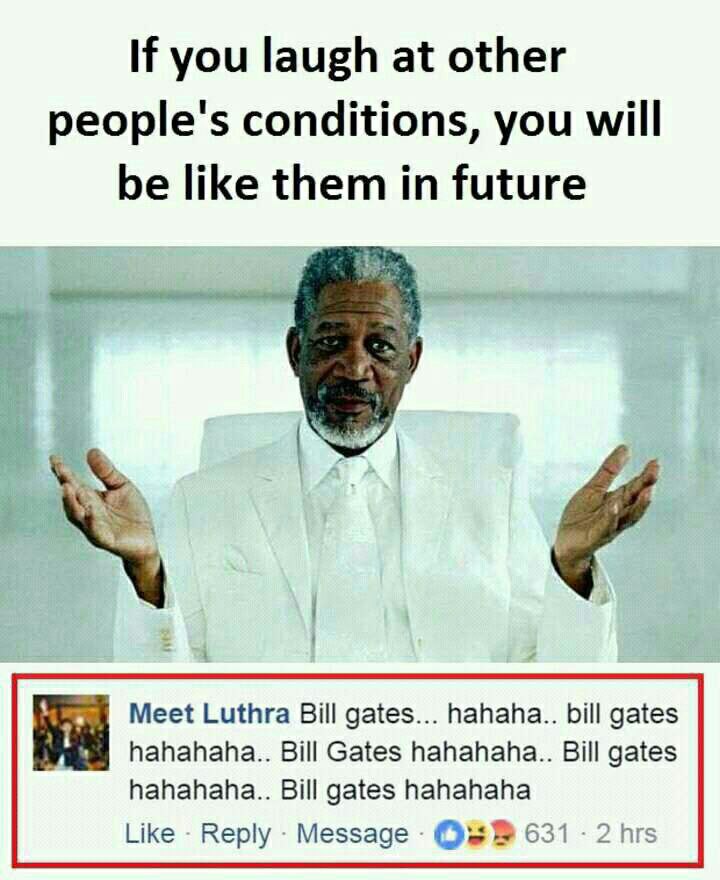 If you laugh at other
people's conditions, you will
be like them in future
Meet Luthra Bill gates... hahaha.. bill gates
hahahaha.. Bill Gates hahahaha.. Bill gates
hahahaha.. Bill gates hahahaha
Like · Reply · Message · 631 · 2 hrs